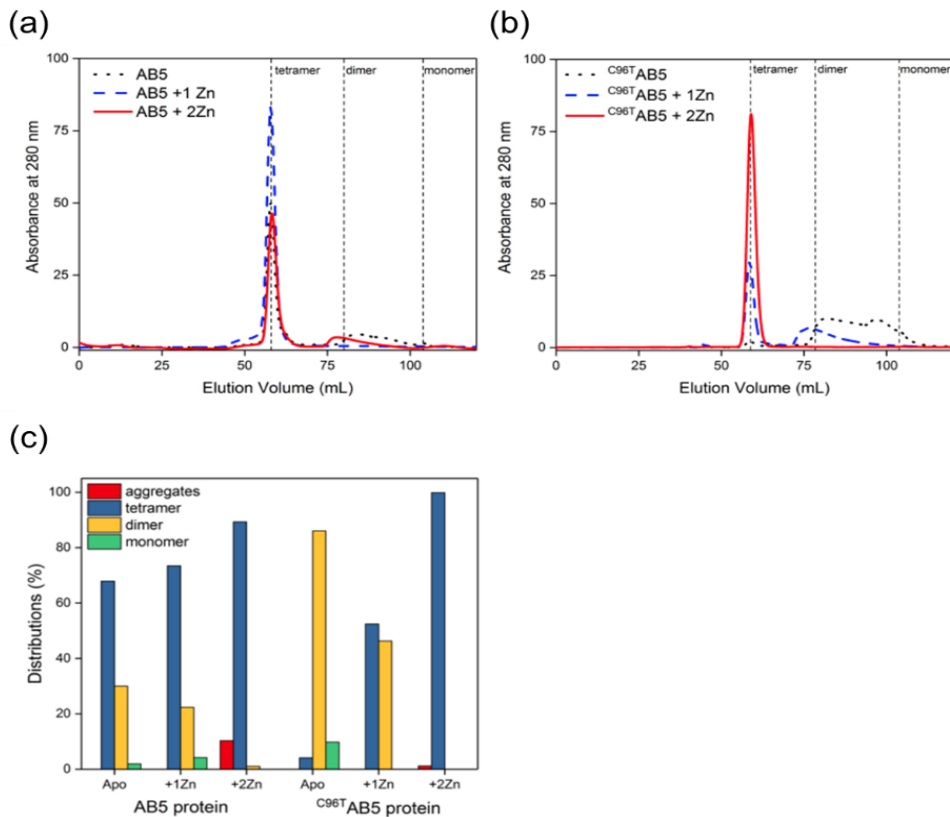 (a)
100
75
50
25
0
Absorbance at 280 nm
AB5
AB5 +1 Zn
AB5 + 2Zn
tetramer
dimer
monomer
0 25 50 75 100
Elution Volume (mL)
(b)
100
75
50
25
0
Absorbance at 280 nm
C96TAB5
C96TAB5 + 1Zn
C96TAB5 + 2Zn
tetramer
dimer
monomer
0 25 50 75 100
Elution Volume (mL)
(c)
100
80
60
40
20
0
Distributions (%)
aggregates
tetramer
dimer
monomer
Apo +1Zn +2Zn Apo +1Zn +2Zn
AB5 protein C96TAB5 protein